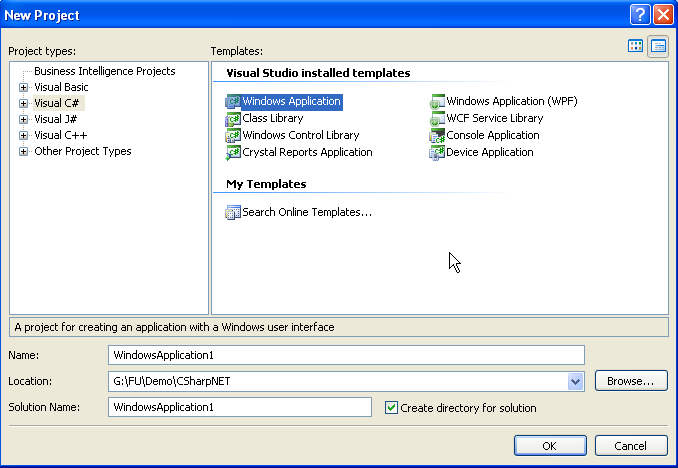 New Project
Project types:
Templates:
Business Intelligence Projects
Visual Basic
Visual C#
Visual J#
Visual C++
Other Project Types
Visual Studio installed templates
Windows Application
Windows Application (WPF)
Class Library
WCF Service Library
Windows Control Library
Console Application
Crystal Reports Application
Device Application
My Templates
Search Online Templates...
A project for creating an application with a Windows user interface
Name:
WindowsApplication1
Location:
G:\FU\Demo\CSharpNET
Browse...
Solution Name:
WindowsApplication1
Create directory for solution
OK
Cancel